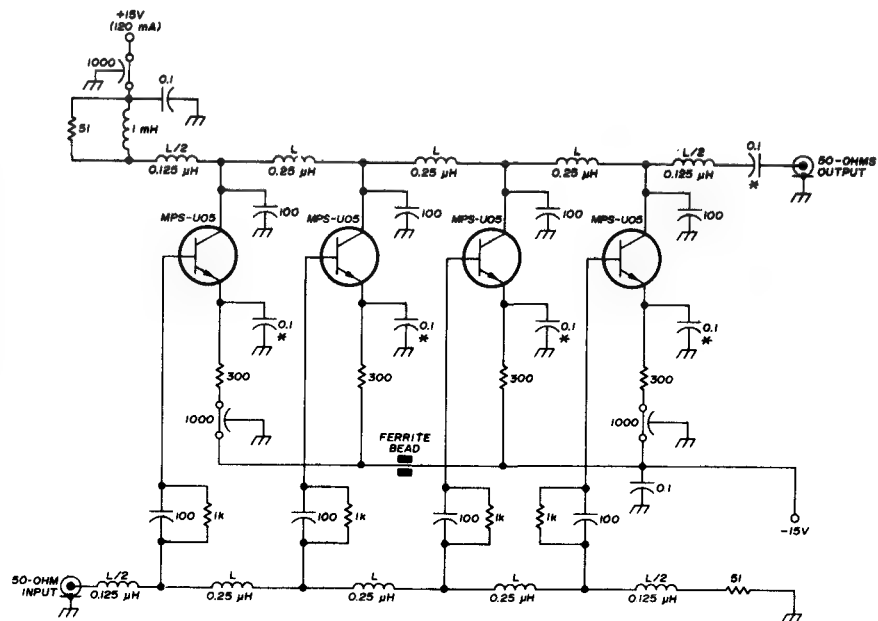 +15V
(120 mA)
1000
0.1
51
1 mH
L/2
0.125 μH
L
0.25 μH
L
0.25 μH
L
0.25 μH
L/2
0.125 μH
0.1
*
50-OHMS
OUTPUT
100
100
100
100
MPS-U05
MPS-U05
MPS-U05
MPS-U05
0.1
*
0.1
*
0.1
*
0.1
*
300
300
300
300
1000
1000
FERRITE
BEAD
0.1
-15V
100
1k
100
1k
100
1k
1k
100
50-OHM
INPUT
L/2
0.125 μH
L
0.25 μH
L
0.25 μH
L
0.25 μH
L/2
0.125 μH
51